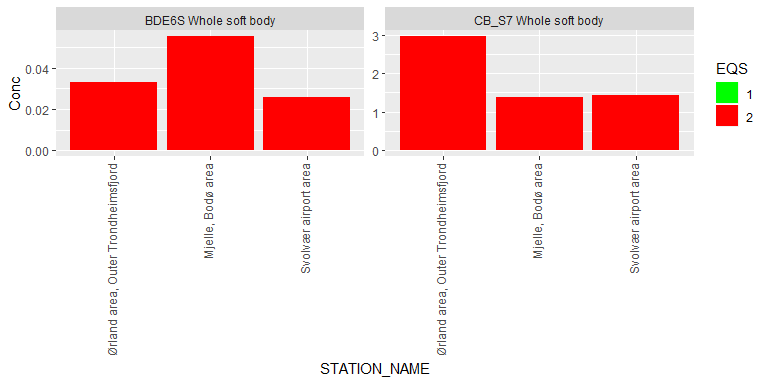 BDE6S Whole soft body
CB_S7 Whole soft body
Conc
0.04
0.02
0.00
3
2
1
0
EQS
1
2
Ørland area, Outer Trondheimsfjord
Mjelle, Bodø area
Svolvær airport area
Ørland area, Outer Trondheimsfjord
Mjelle, Bodø area
Svolvær airport area
STATION_NAME